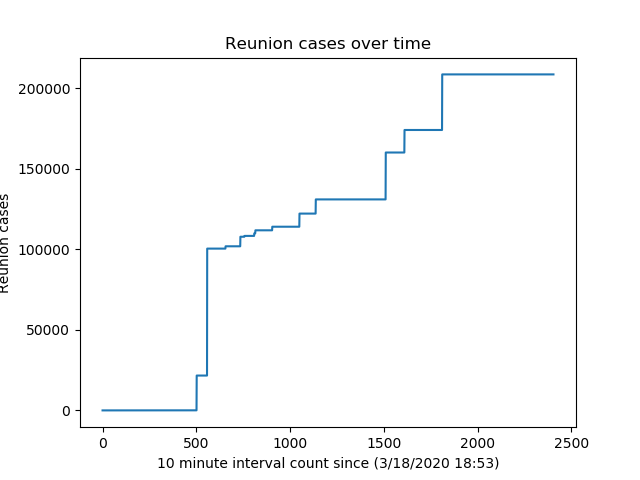 Reunion cases over time
Reunion cases
200000
150000
100000
50000
0
0 500 1000 1500 2000 2500
10 minute interval count since (3/18/2020 18:53)